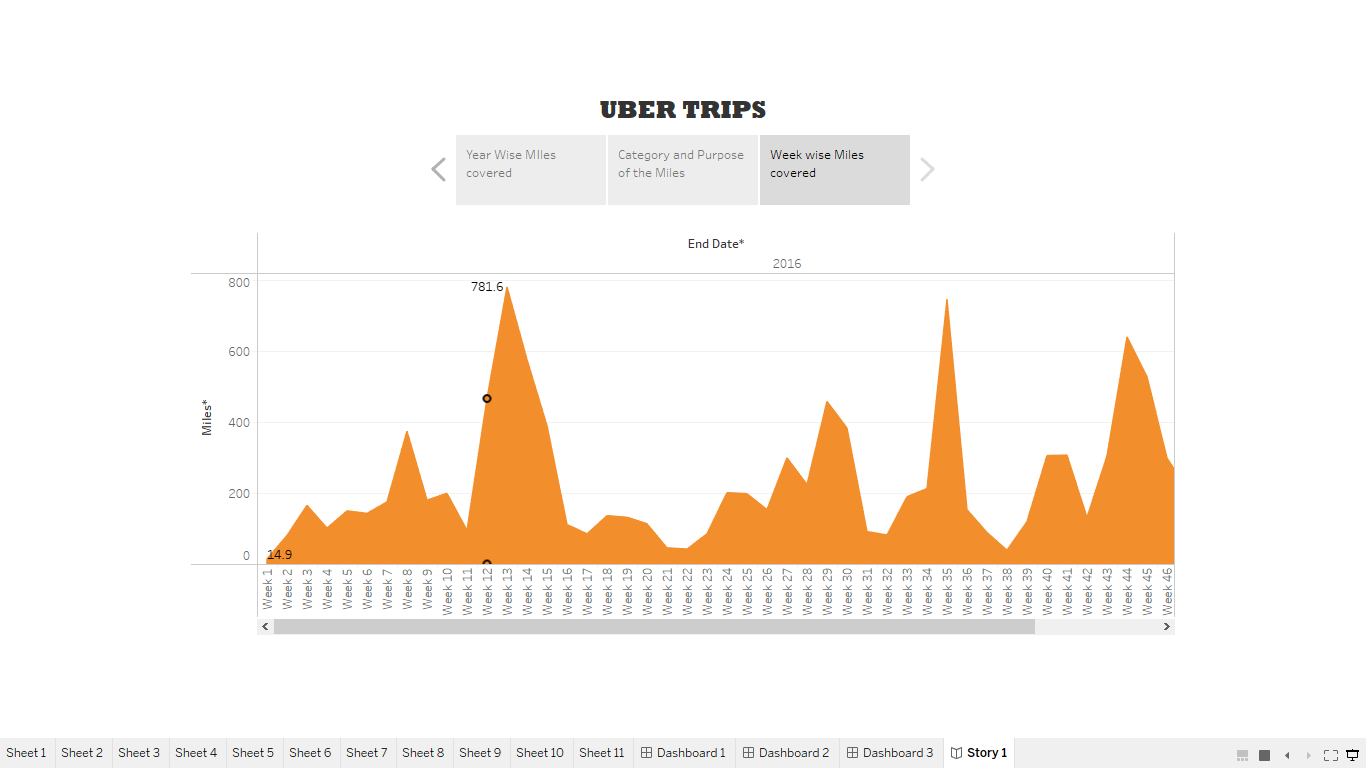 UBER TRIPS
Year Wise MIles
covered
Category and Purpose
of the Miles
Week wise Miles
covered
End Date*
2016
Miles*
800
600
400
200
0
781.6
14.9
Week 1
Week 2
Week 3
Week 4
Week 5
Week 6
Week 7
Week 8
Week 9
Week 10
Week 11
Week 12
Week 13
Week 14
Week 15
Week 16
Week 17
Week 18
Week 19
Week 20
Week 21
Week 22
Week 23
Week 24
Week 25
Week 26
Week 27
Week 28
Week 29
Week 30
Week 31
Week 32
Week 33
Week 34
Week 35
Week 36
Week 37
Week 38
Week 39
Week 40
Week 41
Week 42
Week 43
Week 44
Week 45
Week 46
Sheet 1
Sheet 2
Sheet 3
Sheet 4
Sheet 5
Sheet 6
Sheet 7
Sheet 8
Sheet 9
Sheet 10
Sheet 11
Dashboard 1
Dashboard 2
Dashboard 3
Story 1